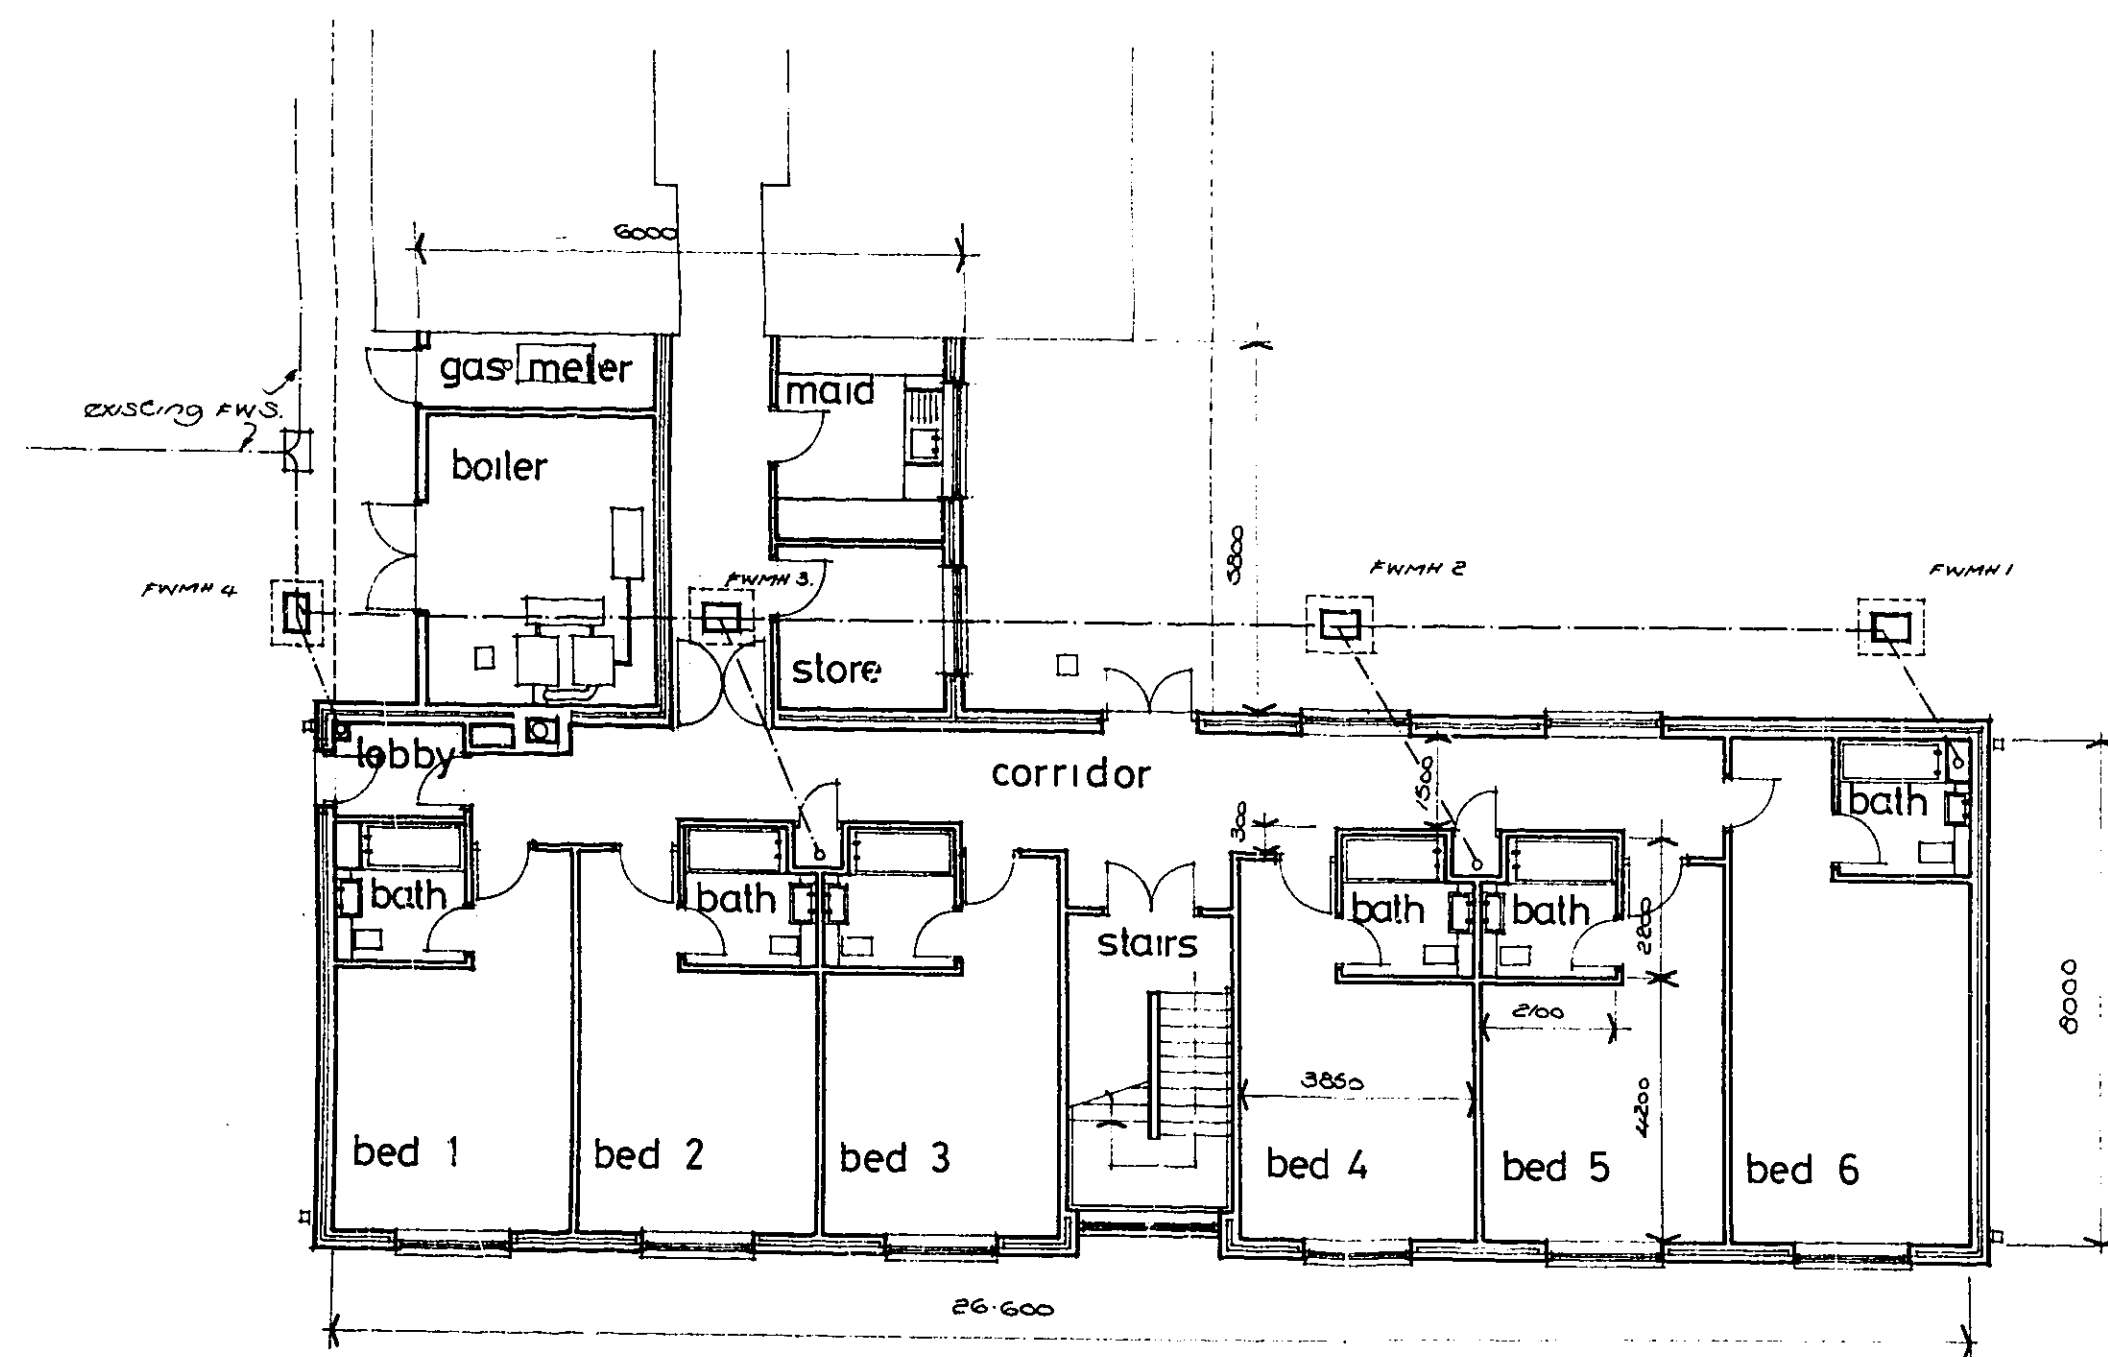 6000
gas meter
maid
existing FWS.
boiler
5800
FWMH 4
FWMH 3.
FWMH 2
FWMH 1
store
lobby
corridor
1500
300
bath
bath
bath
bath
bath
stairs
2200
8000
2100
3850
4200
bed 1
bed 2
bed 3
bed 4
bed 5
bed 6
26.600